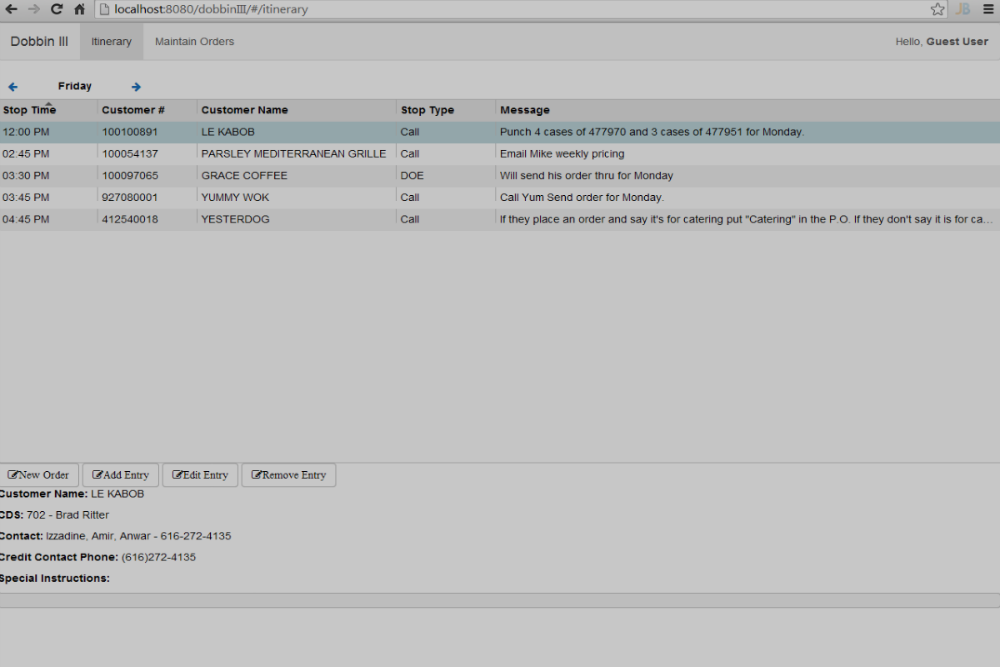 localhost:8080/dobbinIII/#/itinerary JB
Dobbin III Itinerary Maintain Orders Hello, Guest User
Friday
Stop Time Customer # Customer Name Stop Type Message
12:00 PM 100100891 LE KABOB Call Punch 4 cases of 477970 and 3 cases of 477951 for Monday.
02:45 PM 100054137 PARSLEY MEDITERRANEAN GRILLE Call Email Mike weekly pricing
03:30 PM 100097065 GRACE COFFEE DOE Will send his order thru for Monday
03:45 PM 927080001 YUMMY WOK Call Call Yum Send order for Monday.
04:45 PM 412540018 YESTERDOG Call If they place an order and say it's for catering put "Catering" in the P.O. If they don't say it is for ca...
New Order Add Entry Edit Entry Remove Entry
Customer Name: LE KABOB
CDS: 702 - Brad Ritter
Contact: Izzadine, Amir, Anwar - 616-272-4135
Credit Contact Phone: (616)272-4135
Special Instructions: